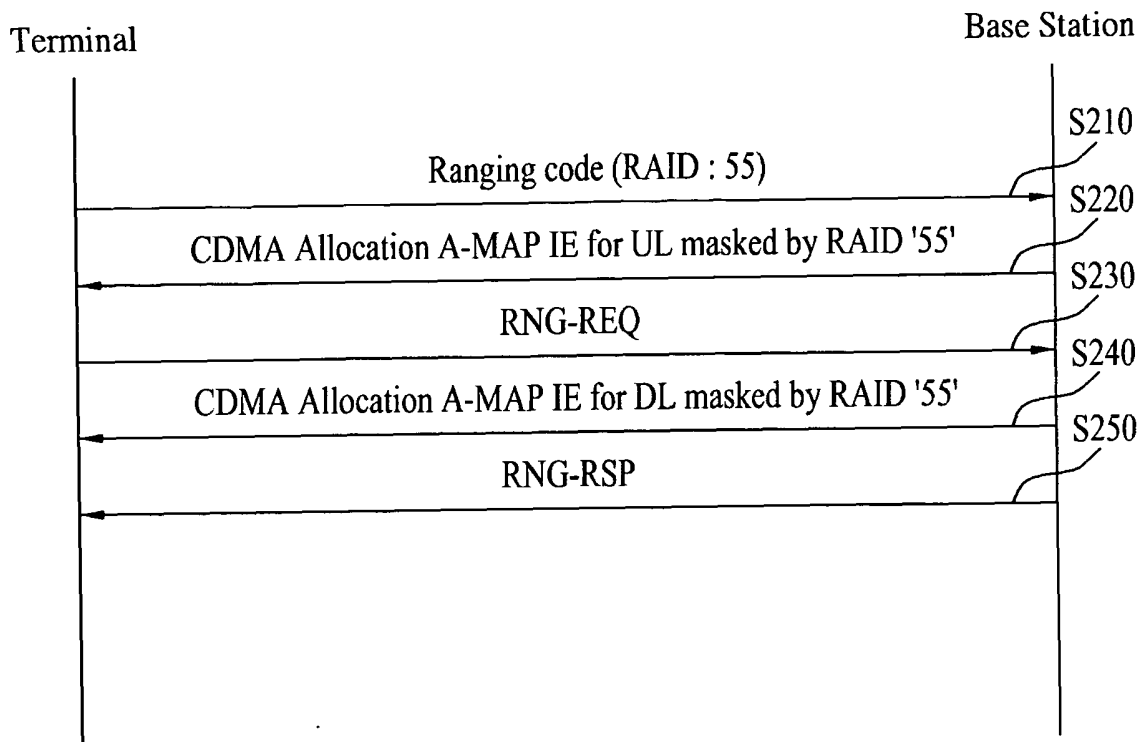 Terminal
Base Station
S210
Ranging code (RAID : 55)
S220
CDMA Allocation A-MAP IE for UL masked by RAID '55'
S230
RNG-REQ
S240
CDMA Allocation A-MAP IE for DL masked by RAID '55'
S250
RNG-RSP